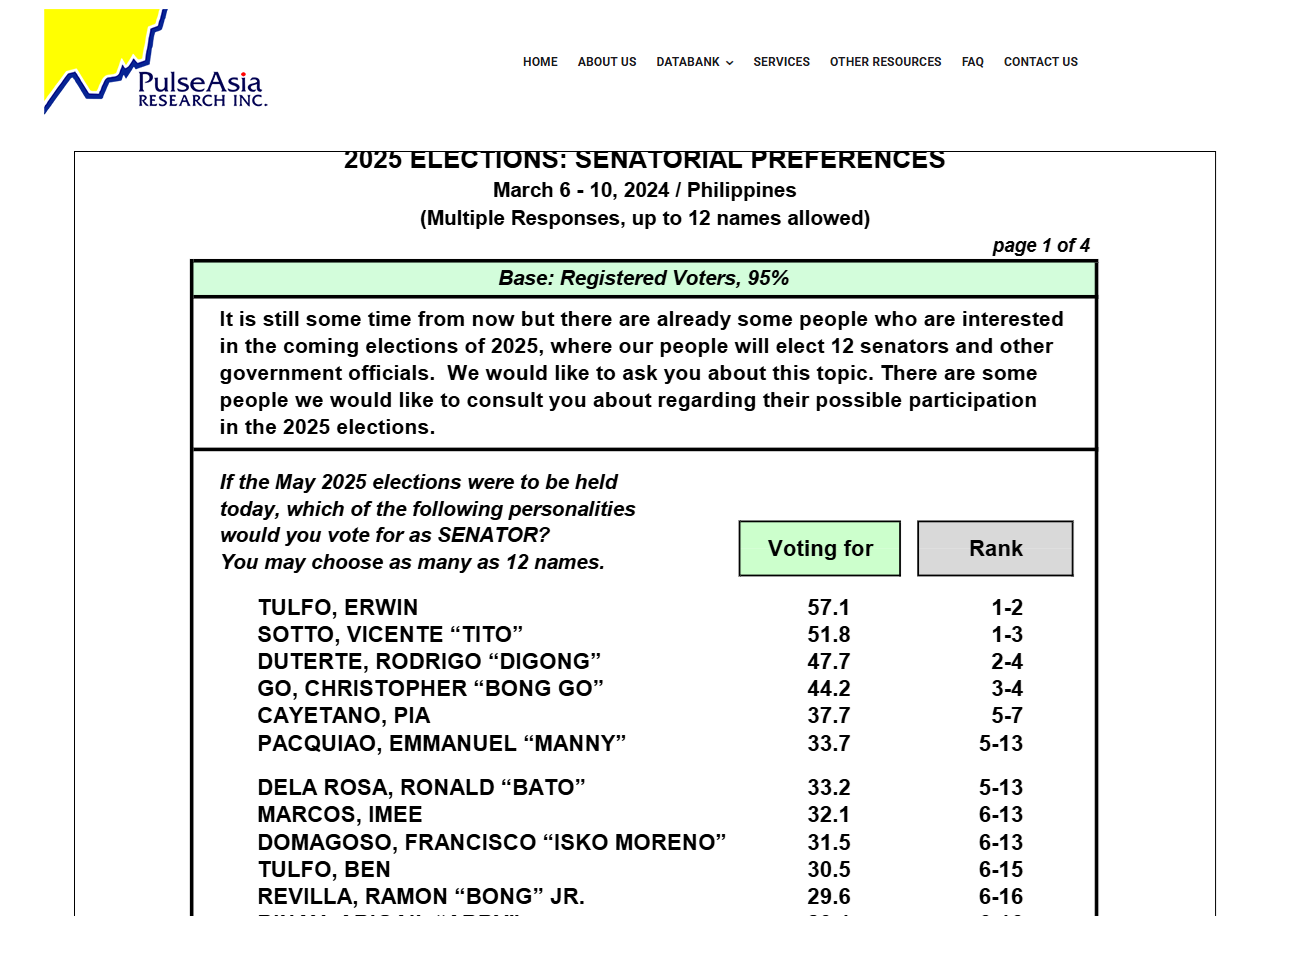 PulseAsia
RESEARCH INC.
HOME ABOUT US DATABANK SERVICES OTHER RESOURCES FAQ CONTACT US
2025 ELECTIONS: SENATORIAL PREFERENCES
March 6 - 10, 2024 / Philippines
(Multiple Responses, up to 12 names allowed)
page 1 of 4
Base: Registered Voters, 95%
It is still some time from now but there are already some people who are interested
in the coming elections of 2025, where our people will elect 12 senators and other
government officials. We would like to ask you about this topic. There are some
people we would like to consult you about regarding their possible participation
in the 2025 elections.
If the May 2025 elections were to be held
today, which of the following personalities
would you vote for as SENATOR?
You may choose as many as 12 names.
Voting for Rank
TULFO, ERWIN 57.1 1-2
SOTTO, VICENTE “TITO” 51.8 1-3
DUTERTE, RODRIGO “DIGONG” 47.7 2-4
GO, CHRISTOPHER “BONG GO” 44.2 3-4
CAYETANO, PIA 37.7 5-7
PACQUIAO, EMMANUEL “MANNY” 33.7 5-13
DELA ROSA, RONALD “BATO” 33.2 5-13
MARCOS, IMEE 32.1 6-13
DOMAGOSO, FRANCISCO “ISKO MORENO” 31.5 6-13
TULFO, BEN 30.5 6-15
REVILLA, RAMON “BONG” JR. 29.6 6-16